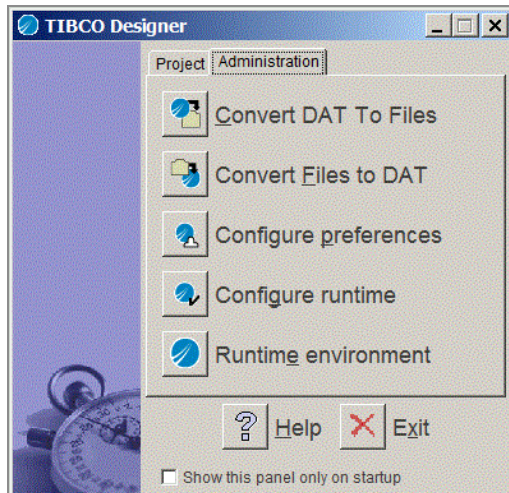 TIBCO Designer
Project Administration
Convert DAT To Files
Convert Files to DAT
Configure preferences
Configure runtime
Runtime environment
? Help Exit
Show this panel only on startup